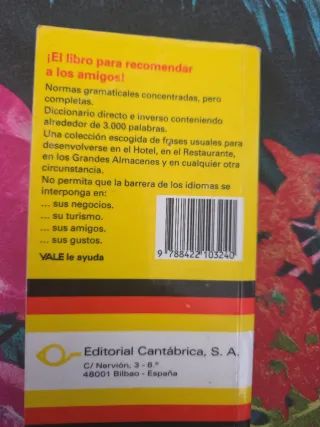 ¡El libro para recomendar
a los amigos!
Normas gramaticales concentradas, pero
completas.
Diccionario directo e inverso conteniendo
alrededor de 3.000 palabras.
Una colección escogida de frases usuales para
desenvolverse en el Hotel, en el Restaurante,
en los Grandes Almacenes y en cualquier otra
circunstancia.
No permita que la barrera de los idiomas se
interponga en:
... sus negocios.
... su turismo.
... sus amigos.
... sus gustos.
VALE le ayuda
9 788422 103240
Editorial Cantábrica, S. A.
C/ Nervión, 3 - 6.º
48001 Bilbao - España